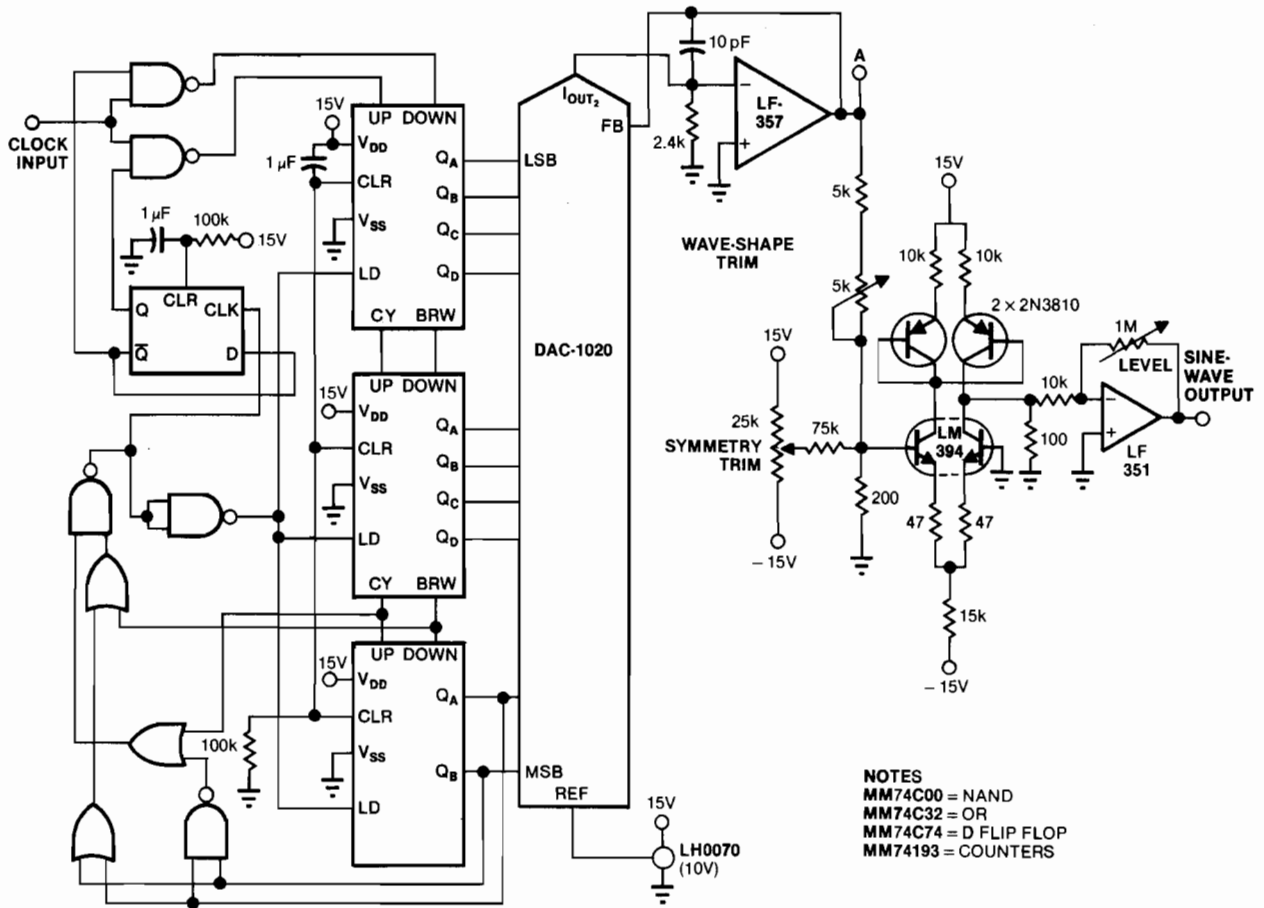 CLOCK
INPUT
15V
1 µF
UP DOWN
V_DD
CLR
V_SS
LD
CY BRW
Q_A
Q_B
Q_C
Q_D
1 µF
100k
15V
CLR
Q
Q̅
CLK
D
15V
UP DOWN
V_DD
CLR
V_SS
LD
CY BRW
Q_A
Q_B
Q_C
Q_D
15V
100k
UP DOWN
V_DD
CLR
V_SS
LD
Q_A
Q_B
I_OUT2
FB
LSB
DAC-1020
MSB
REF
15V
LH0070
(10V)
10 pF
2.4k
−
+
LF-
357
A
5k
WAVE-SHAPE
TRIM
5k
25k
SYMMETRY
TRIM
75k
− 15V
200
15V
10k
10k
2 × 2N3810
LM
394
47
47
15k
− 15V
10k
100
1M
LEVEL
−
+
LF
351
SINE-
WAVE
OUTPUT
NOTES
MM74C00 = NAND
MM74C32 = OR
MM74C74 = D FLIP FLOP
MM74193 = COUNTERS